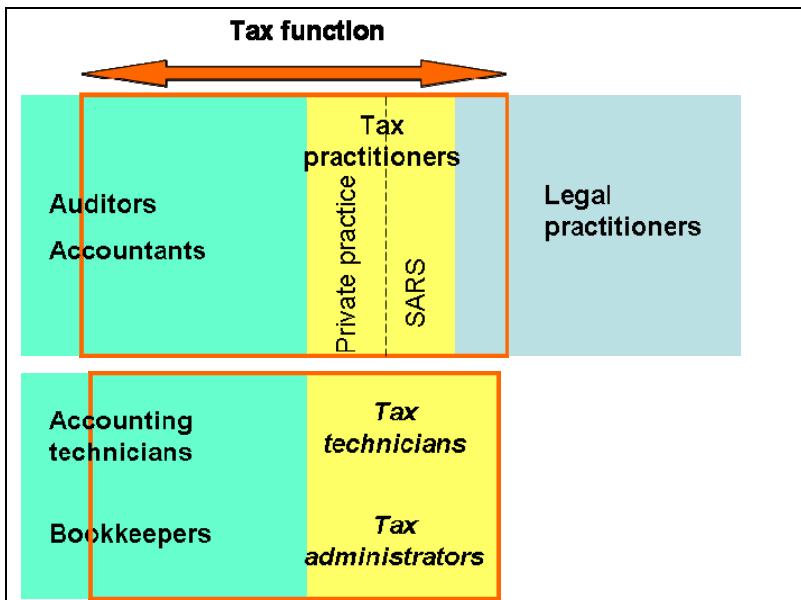 Tax function
Tax
practitioners
Auditors
Accountants
Private practice
SARS
Legal
practitioners
Accounting
technicians
Bookkeepers
Tax
technicians
Tax
administrators